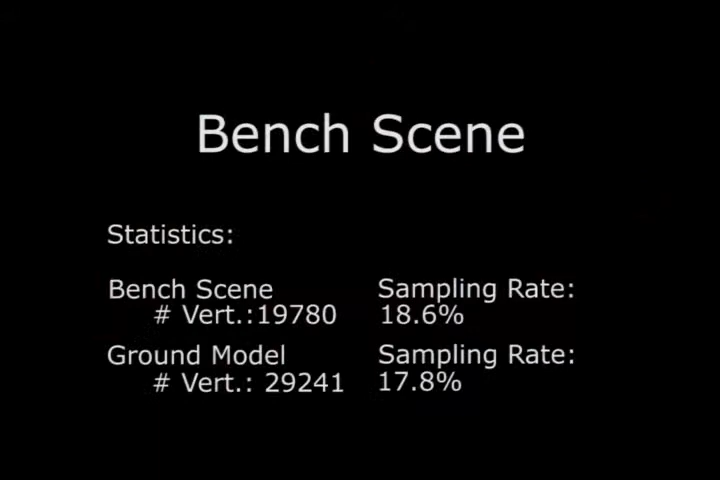 Bench Scene
Statistics:
Bench Scene Sampling Rate:
# Vert.:19780 18.6%
Ground Model Sampling Rate:
# Vert.: 29241 17.8%